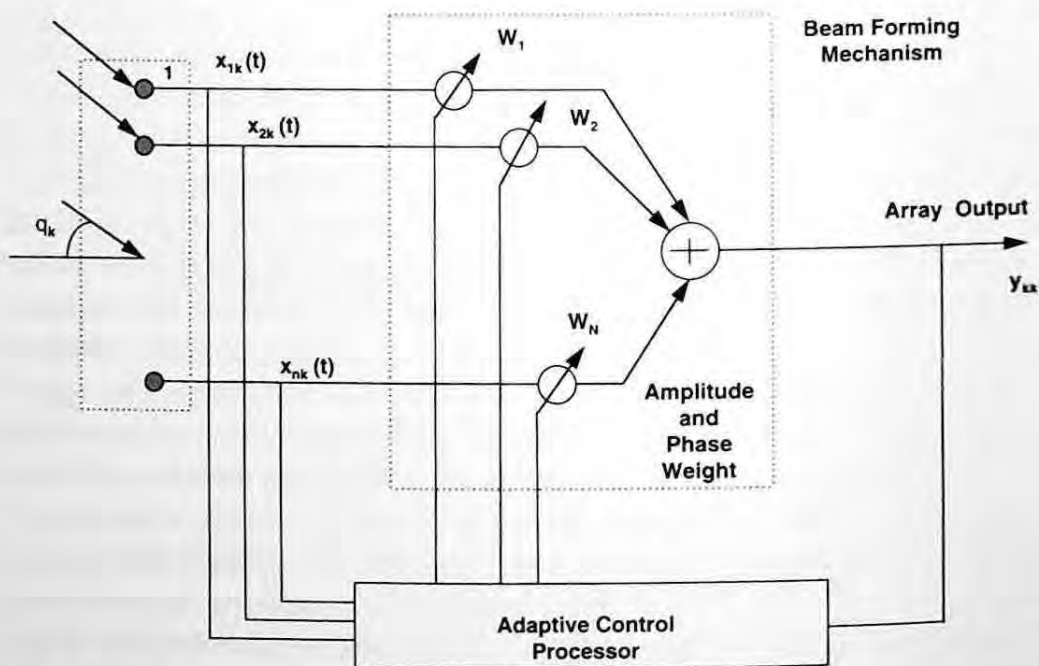 Beam Forming
Mechanism
1
x1k(t)
W1
x2k(t)
W2
qk
Array Output
ykk
xnk(t)
WN
Amplitude
and
Phase
Weight
Adaptive Control
Processor